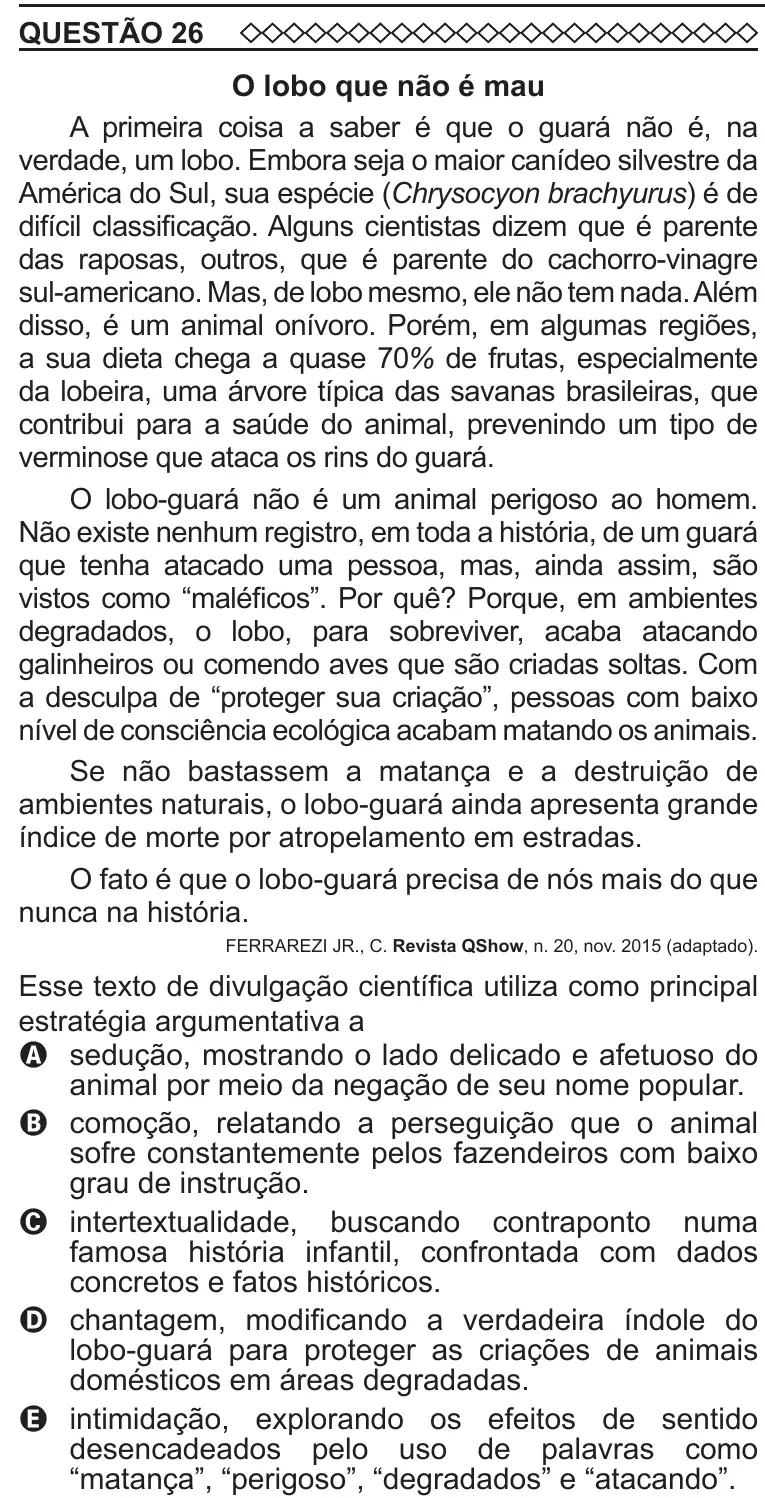 QUESTÃO 26
O lobo que não é mau
A primeira coisa a saber é que o guará não é, na
verdade, um lobo. Embora seja o maior canídeo silvestre da
América do Sul, sua espécie (Chrysocyon brachyurus) é de
difícil classificação. Alguns cientistas dizem que é parente
das raposas, outros, que é parente do cachorro-vinagre
sul-americano. Mas, de lobo mesmo, ele não tem nada. Além
disso, é um animal onívoro. Porém, em algumas regiões,
a sua dieta chega a quase 70% de frutas, especialmente
da lobeira, uma árvore típica das savanas brasileiras, que
contribui para a saúde do animal, prevenindo um tipo de
verminose que ataca os rins do guará.
O lobo-guará não é um animal perigoso ao homem.
Não existe nenhum registro, em toda a história, de um guará
que tenha atacado uma pessoa, mas, ainda assim, são
vistos como “maléficos”. Por quê? Porque, em ambientes
degradados, o lobo, para sobreviver, acaba atacando
galinheiros ou comendo aves que são criadas soltas. Com
a desculpa de “proteger sua criação”, pessoas com baixo
nível de consciência ecológica acabam matando os animais.
Se não bastassem a matança e a destruição de
ambientes naturais, o lobo-guará ainda apresenta grande
índice de morte por atropelamento em estradas.
O fato é que o lobo-guará precisa de nós mais do que
nunca na história.
FERRAREZI JR., C. Revista QShow, n. 20, nov. 2015 (adaptado).
Esse texto de divulgação científica utiliza como principal
estratégia argumentativa a
A sedução, mostrando o lado delicado e afetuoso do
animal por meio da negação de seu nome popular.
B comoção, relatando a perseguição que o animal
sofre constantemente pelos fazendeiros com baixo
grau de instrução.
C intertextualidade, buscando contraponto numa
famosa história infantil, confrontada com dados
concretos e fatos históricos.
D chantagem, modificando a verdadeira índole do
lobo-guará para proteger as criações de animais
domésticos em áreas degradadas.
E intimidação, explorando os efeitos de sentido
desencadeados pelo uso de palavras como
“matança”, “perigoso”, “degradados” e “atacando”.